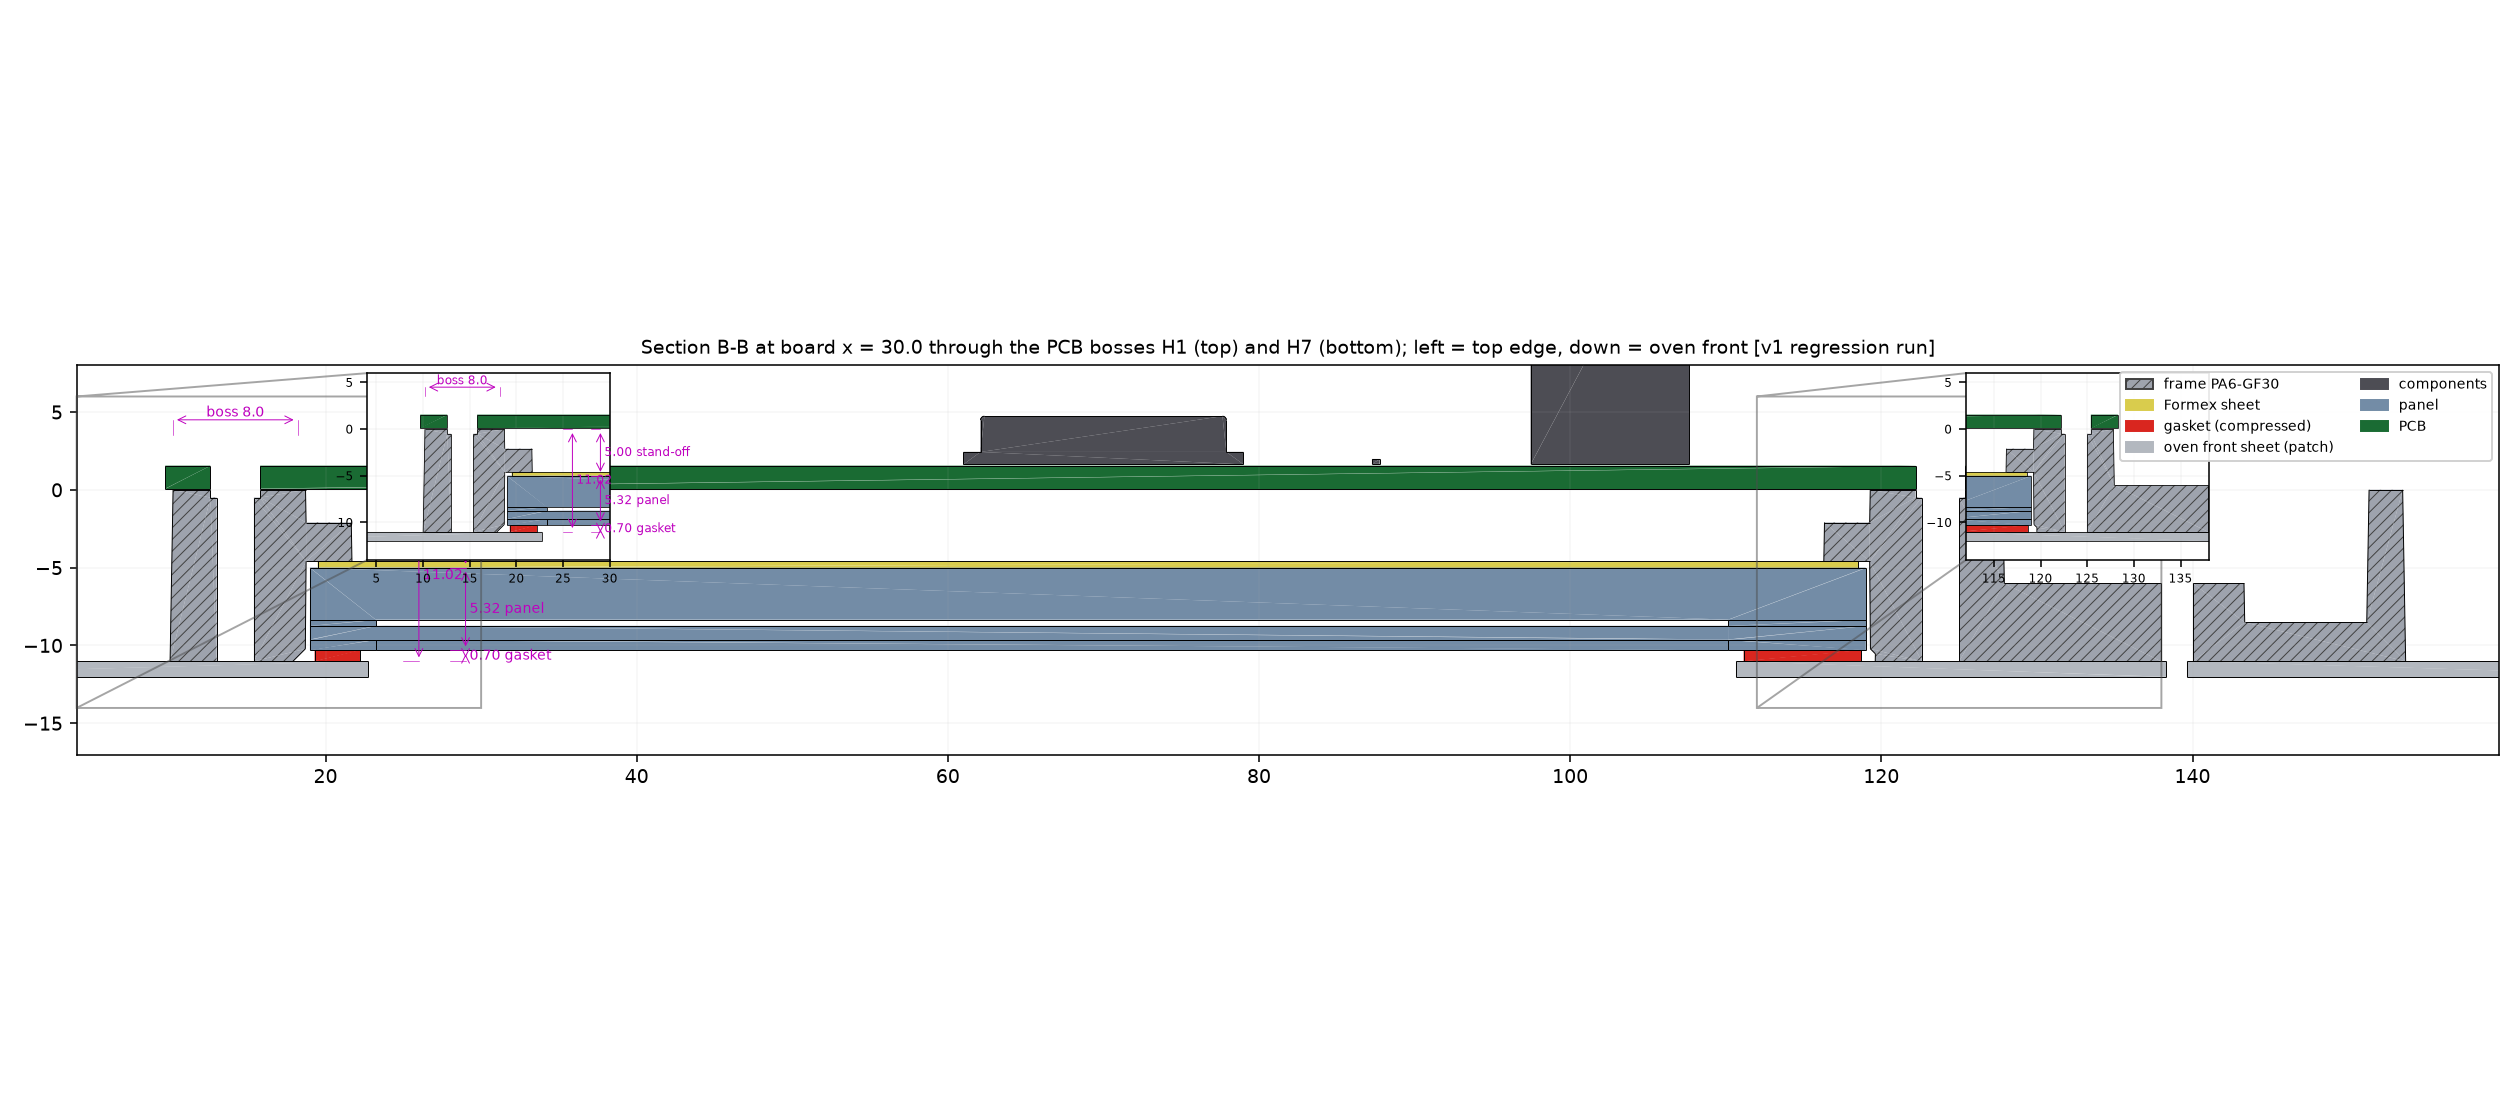 Section B-B at board x = 30.0 through the PCB bosses H1 (top) and H7 (bottom); left = top edge, down = oven front [v1 regression run]
5
0
−5
−10
−15
20
40
60
80
100
120
140
boss 8.0
11.02
5.32 panel
0.70 gasket
boss 8.0
5
0
−5
10
5
10
15
20
25
30
5.00 stand-off
11.02
5.32 panel
0.70 gasket
5
0
−5
−10
115
120
125
130
135
frame PA6-GF30
Formex sheet
gasket (compressed)
oven front sheet (patch)
components
panel
PCB